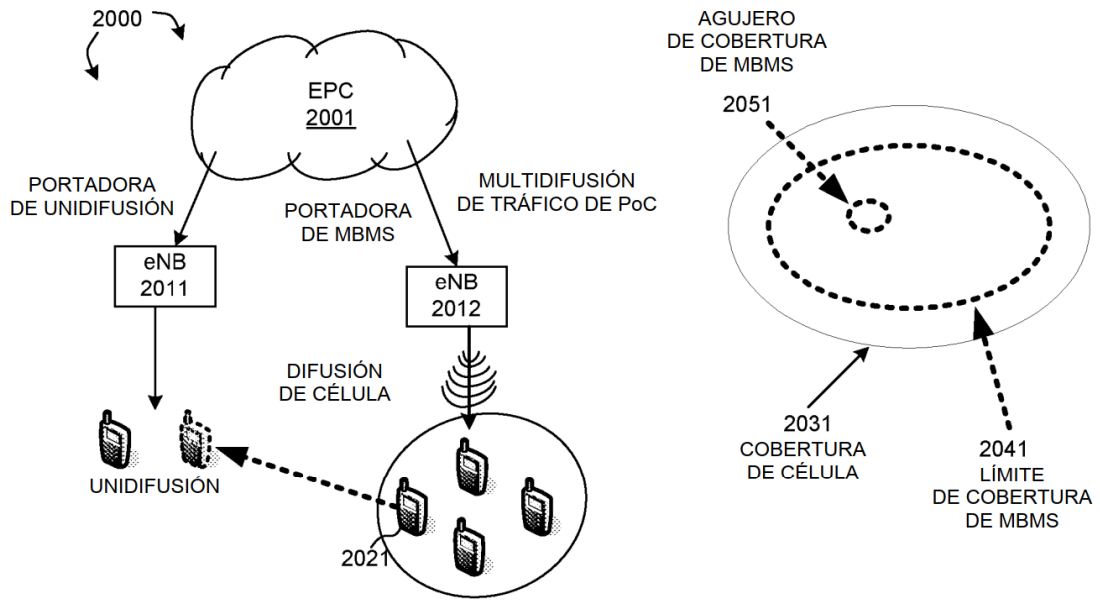 2000
EPC
2001
PORTADORA
DE UNIDIFUSIÓN
PORTADORA
DE MBMS
MULTIDIFUSIÓN
DE TRÁFICO DE PoC
eNB
2011
eNB
2012
DIFUSIÓN
DE CÉLULA
UNIDIFUSIÓN
2021
AGUJERO
DE COBERTURA
DE MBMS
2051
2031
COBERTURA
DE CÉLULA
2041
LÍMITE
DE COBERTURA
DE MBMS